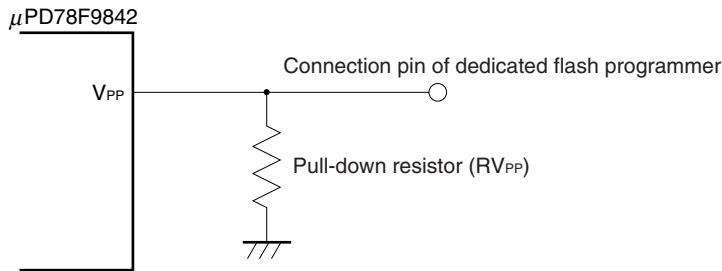 μPD78F9842
Connection pin of dedicated flash programmer
VPP
Pull-down resistor (RVPP)